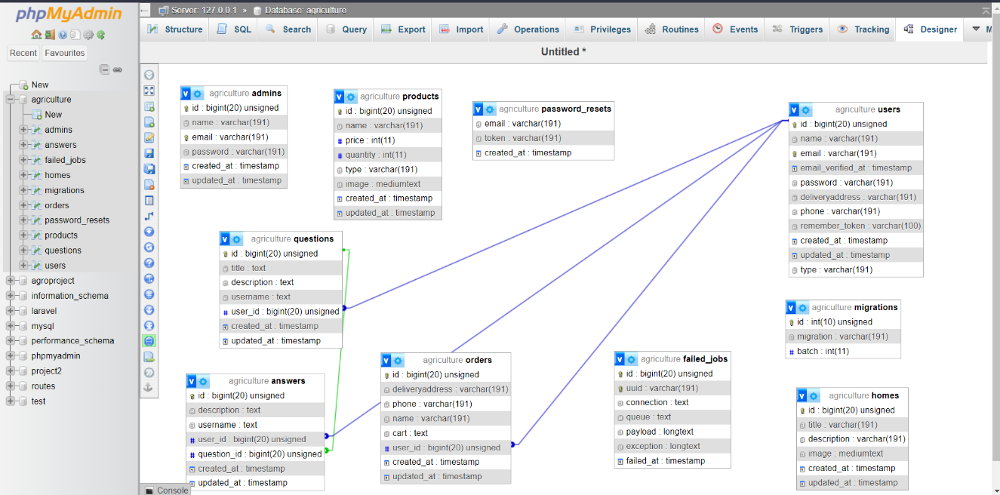 phpMyAdmin
Recent Favourites
New
agriculture
New
admins
answers
failed_jobs
homes
migrations
orders
password_resets
products
questions
users
agroproject
information_schema
laravel
mysql
performance_schema
phpmyadmin
project2
routes
test
Server: 127.0.0.1 » Database: agriculture
Structure SQL Search Query Export Import Operations Privileges Routines Events Triggers Tracking Designer M
Untitled *
agriculture admins
id : bigint(20) unsigned
name : varchar(191)
email : varchar(191)
password : varchar(191)
created_at : timestamp
updated_at : timestamp
agriculture products
id : bigint(20) unsigned
name : varchar(191)
price : int(11)
quantity : int(11)
type : varchar(191)
image : mediumtext
created_at : timestamp
updated_at : timestamp
agriculture password_resets
email : varchar(191)
token : varchar(191)
created_at : timestamp
agriculture users
id : bigint(20) unsigned
name : varchar(191)
email : varchar(191)
email_verified_at : timestamp
password : varchar(191)
deliveryaddress : varchar(191)
phone : varchar(191)
remember_token : varchar(100)
created_at : timestamp
updated_at : timestamp
type : varchar(191)
agriculture questions
id : bigint(20) unsigned
title : text
description : text
username : text
user_id : bigint(20) unsigned
created_at : timestamp
updated_at : timestamp
agriculture migrations
id : int(10) unsigned
migration : varchar(191)
batch : int(11)
agriculture answers
id : bigint(20) unsigned
description : text
username : text
user_id : bigint(20) unsigned
question_id : bigint(20) unsigned
created_at : timestamp
updated_at : timestamp
agriculture orders
id : bigint(20) unsigned
deliveryaddress : varchar(191)
phone : varchar(191)
name : varchar(191)
cart : text
user_id : bigint(20) unsigned
created_at : timestamp
updated_at : timestamp
agriculture failed_jobs
id : bigint(20) unsigned
uuid : varchar(191)
connection : text
queue : text
payload : longtext
exception : longtext
failed_at : timestamp
agriculture homes
id : bigint(20) unsigned
title : varchar(191)
description : varchar(191)
image : mediumtext
created_at : timestamp
updated_at : timestamp
Console